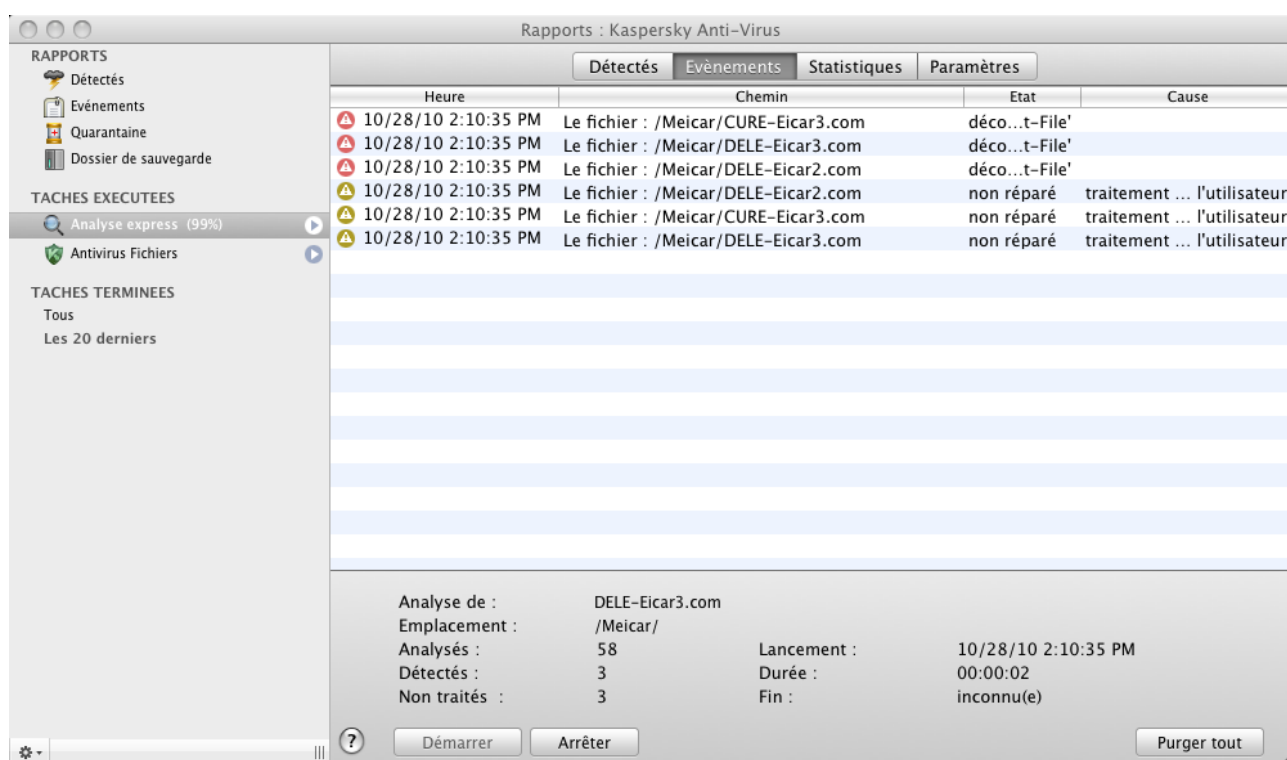 Rapports : Kaspersky Anti-Virus
RAPPORTS
Détectés
Evénements
Quarantaine
Dossier de sauvegarde
TACHES EXECUTEES
Analyse express (99%)
Antivirus Fichiers
TACHES TERMINEES
Tous
Les 20 derniers
Détectés Evènements Statistiques Paramètres
Heure Chemin Etat Cause
10/28/10 2:10:35 PM Le fichier : /Meicar/CURE-Eicar3.com déco...t-File'
10/28/10 2:10:35 PM Le fichier : /Meicar/DELE-Eicar3.com déco...t-File'
10/28/10 2:10:35 PM Le fichier : /Meicar/DELE-Eicar2.com déco...t-File'
10/28/10 2:10:35 PM Le fichier : /Meicar/DELE-Eicar2.com non réparé traitement ... l'utilisateur
10/28/10 2:10:35 PM Le fichier : /Meicar/CURE-Eicar3.com non réparé traitement ... l'utilisateur
10/28/10 2:10:35 PM Le fichier : /Meicar/DELE-Eicar3.com non réparé traitement ... l'utilisateur
Analyse de : DELE-Eicar3.com
Emplacement : /Meicar/
Analysés : 58 Lancement : 10/28/10 2:10:35 PM
Détectés : 3 Durée : 00:00:02
Non traités : 3 Fin : inconnu(e)
? Démarrer Arrêter Purger tout